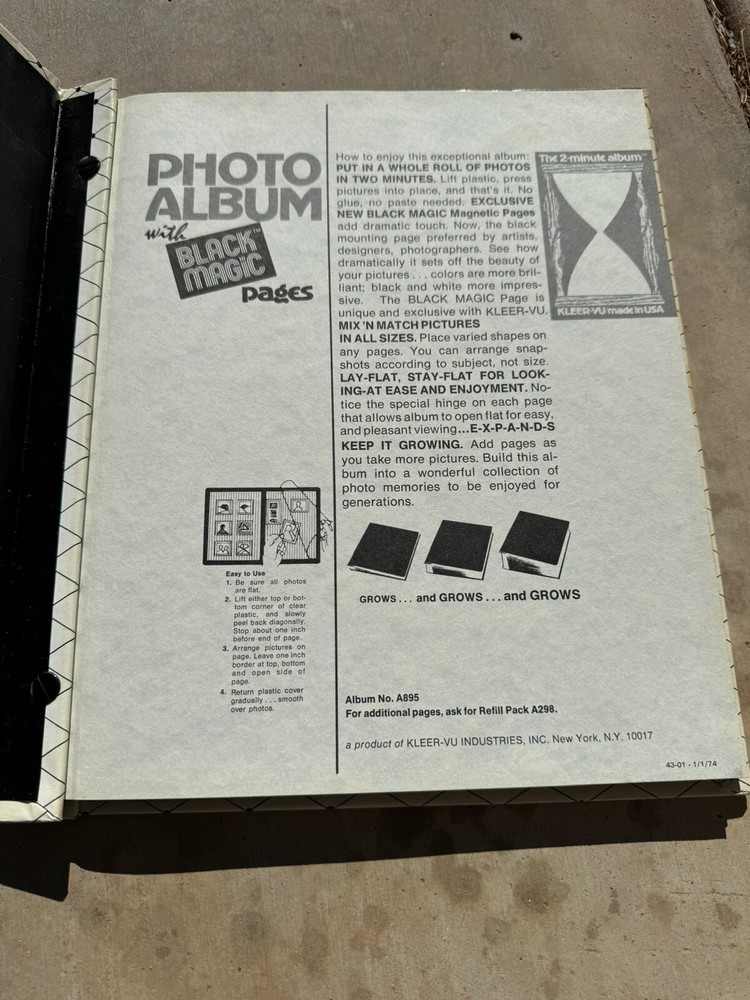 PHOTO
ALBUM
with
BLACK™
MAGIC
pages
Easy to Use
1. Be sure all photos
are flat.
2. Lift either top or bot-
tom corner of clear
plastic, and slowly
peel back diagonally.
Stop about one inch
before end of page.
3. Arrange pictures on
page. Leave one inch
border at top, bottom
and open side of
page.
4. Return plastic cover
gradually . . . smooth
over photos.
How to enjoy this exceptional album:
PUT IN A WHOLE ROLL OF PHOTOS
IN TWO MINUTES. Lift plastic, press
pictures into place, and that's it. No
glue, no paste needed. EXCLUSIVE
NEW BLACK MAGIC Magnetic Pages
add dramatic touch. Now, the black
mounting page preferred by artists,
designers, photographers. See how
dramatically it sets off the beauty of
your pictures . . . colors are more bril-
liant; black and white more impres-
sive. The BLACK MAGIC Page is
unique and exclusive with KLEER-VU.
MIX 'N MATCH PICTURES
IN ALL SIZES. Place varied shapes on
any pages. You can arrange snap-
shots according to subject, not size.
LAY-FLAT, STAY-FLAT FOR LOOK-
ING-AT EASE AND ENJOYMENT. No-
tice the special hinge on each page
that allows album to open flat for easy,
and pleasant viewing...E-X-P-A-N-D-S
KEEP IT GROWING. Add pages as
you take more pictures. Build this al-
bum into a wonderful collection of
photo memories to be enjoyed for
generations.
The 2-minute album™
KLEER-VU made in USA
GROWS . . . and GROWS . . . and GROWS
Album No. A895
For additional pages, ask for Refill Pack A298.
a product of KLEER-VU INDUSTRIES, INC. New York, N.Y. 10017
43-01 - 1/1/74